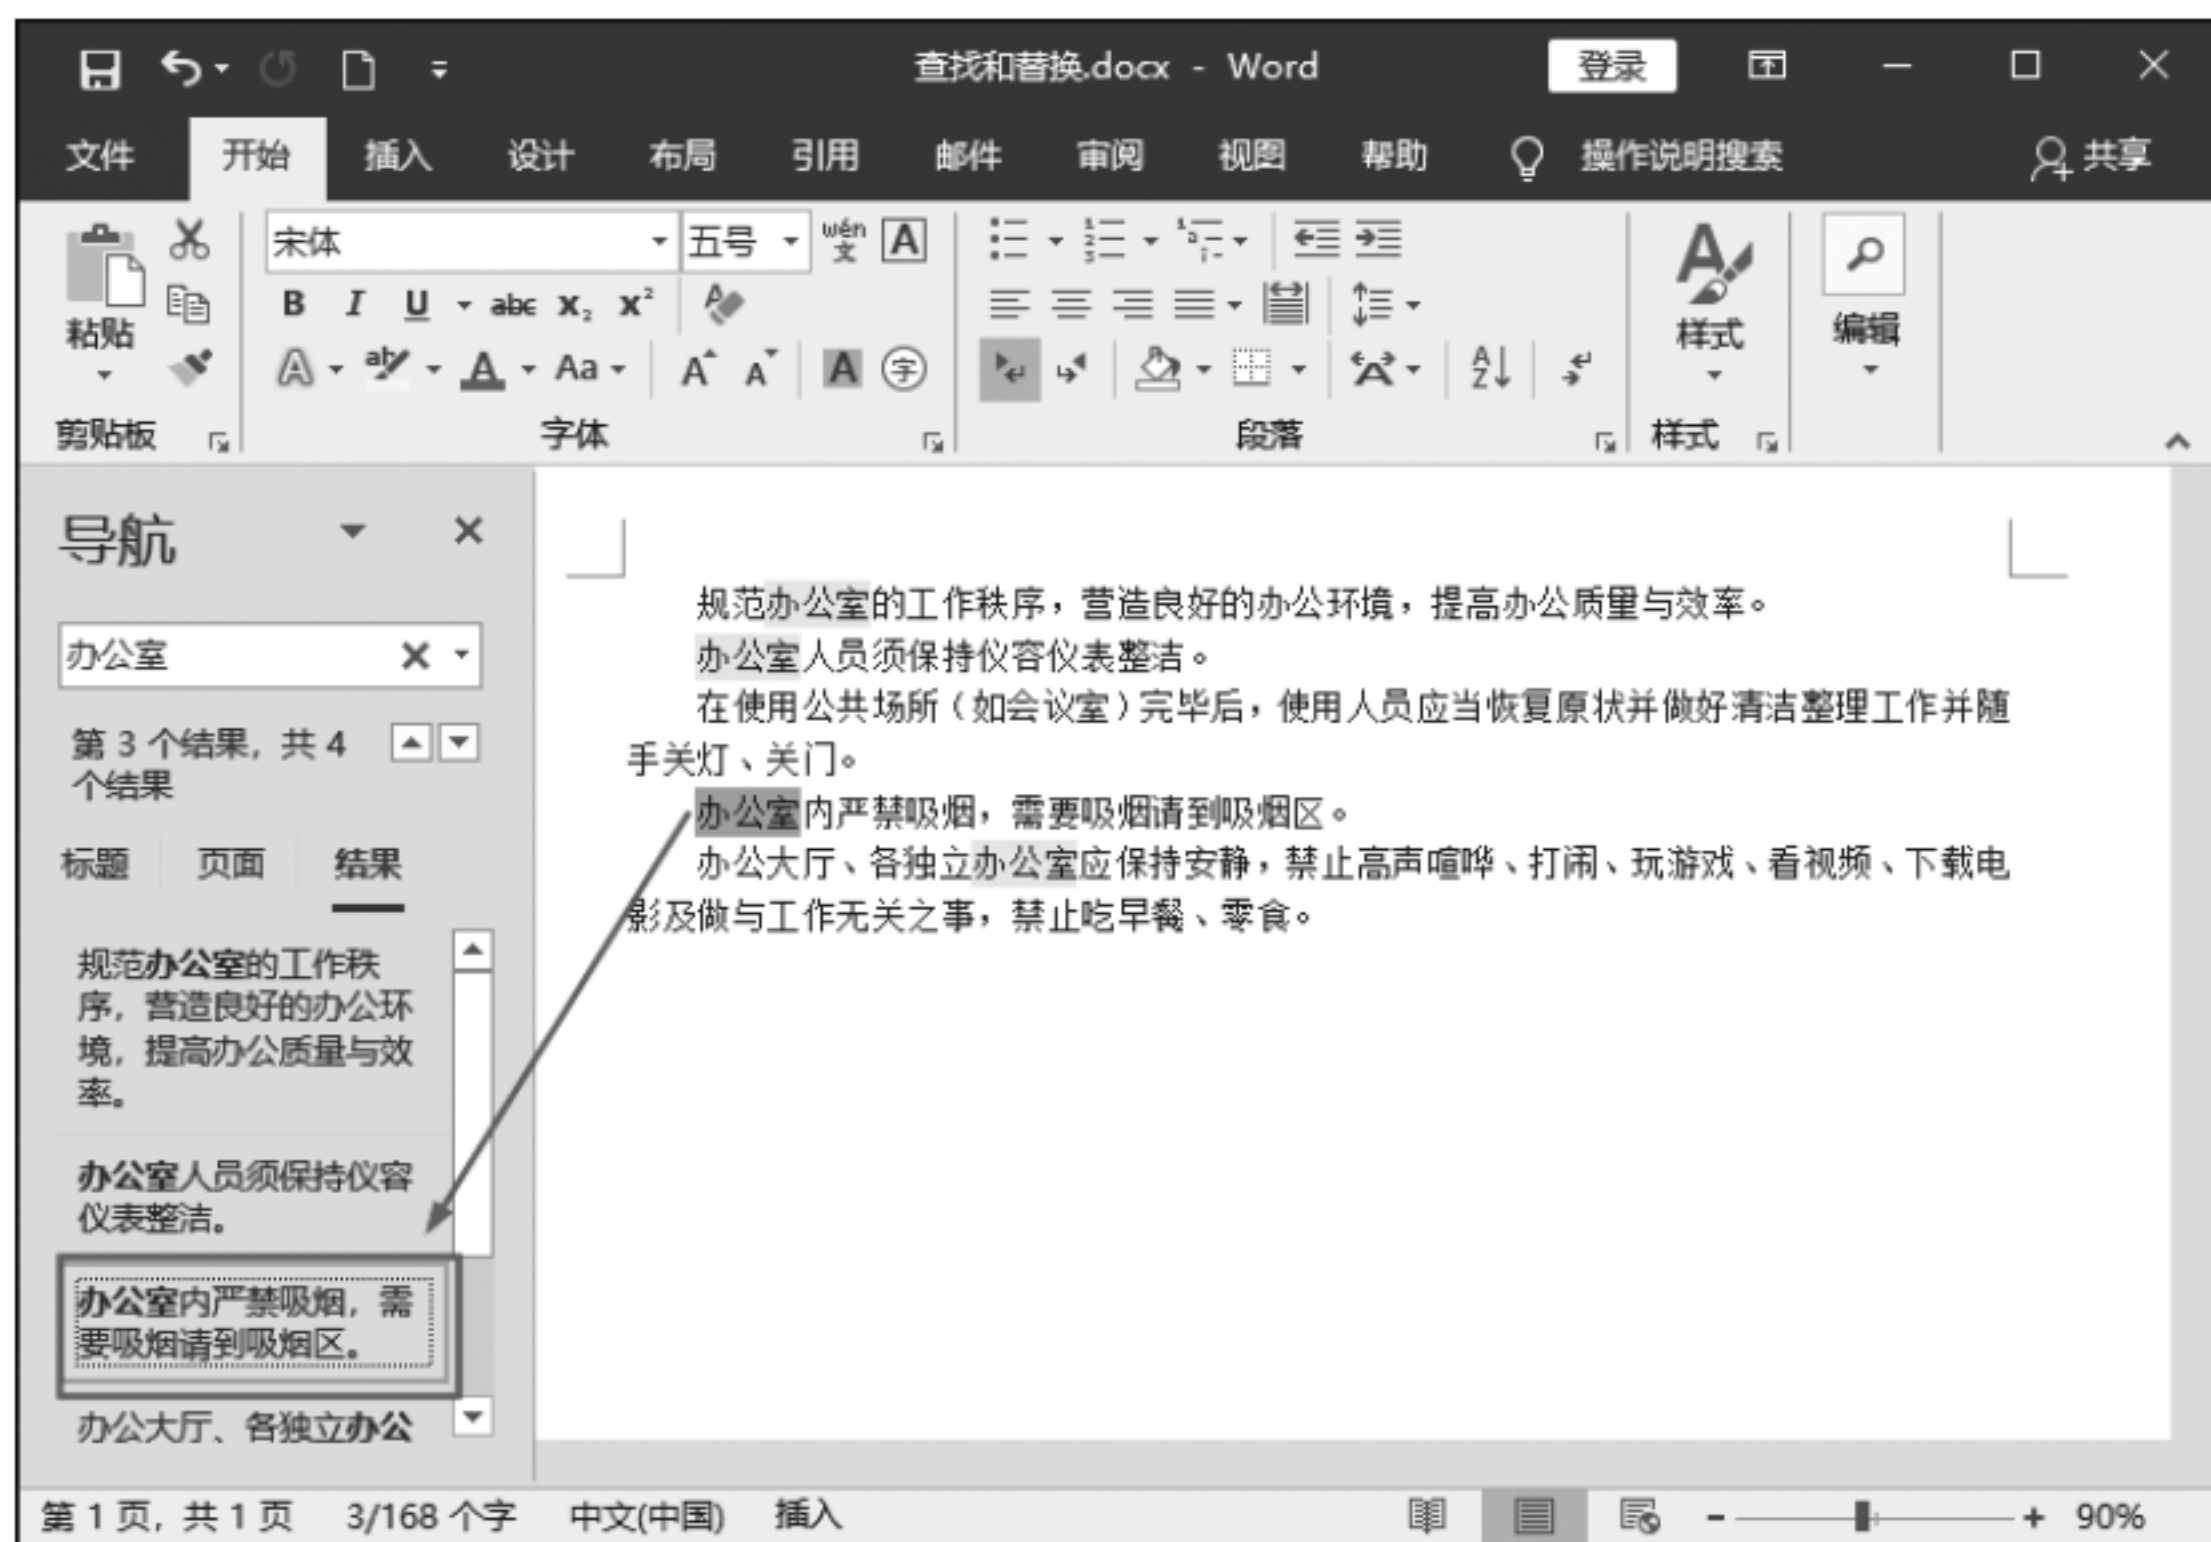 查找和替换.docx - Word
登录
文件 开始 插入 设计 布局 引用 邮件 审阅 视图 帮助 操作说明搜索 共享
宋体 五号 wén 文 A
B I U abc x₂ x²
粘贴
A aby A Aa A A A 字
样式
编辑
剪贴板 字体 段落 样式
导航
办公室
第 3 个结果，共 4
个结果
标题 页面 结果
规范办公室的工作秩
序，营造良好的办公环
境，提高办公质量与效
率。
办公室人员须保持仪容
仪表整洁。
办公室内严禁吸烟，需
要吸烟请到吸烟区。
办公大厅、各独立办公
规范办公室的工作秩序，营造良好的办公环境，提高办公质量与效率。
办公室人员须保持仪容仪表整洁。
在使用公共场所（如会议室）完毕后，使用人员应当恢复原状并做好清洁整理工作并随
手关灯、关门。
办公室内严禁吸烟，需要吸烟请到吸烟区。
办公大厅、各独立办公室应保持安静，禁止高声喧哗、打闹、玩游戏、看视频、下载电
影及做与工作无关之事，禁止吃早餐、零食。
第 1 页，共 1 页 3/168 个字 中文(中国) 插入 90%